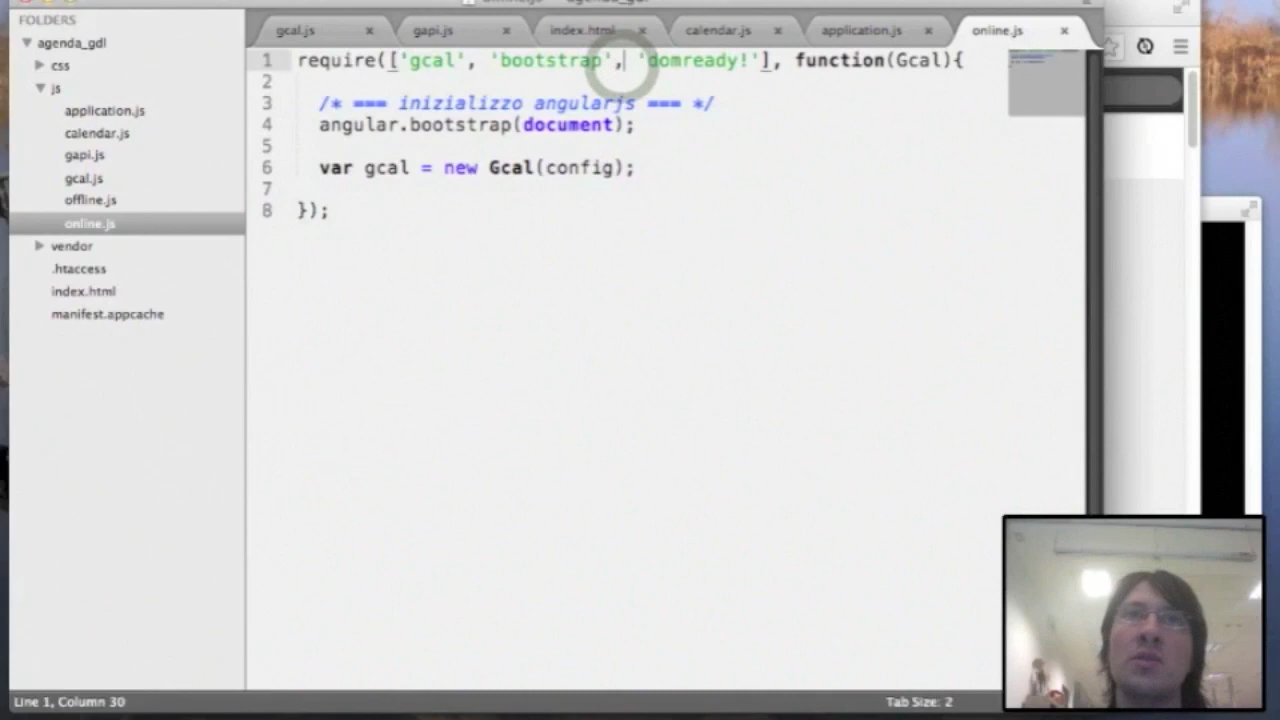 FOLDERS
agenda_gdl
css
js
application.js
calendar.js
gapi.js
gcal.js
offline.js
online.js
vendor
.htaccess
index.html
manifest.appcache
gcal.js × gapi.js × index.html × calendar.js × application.js × online.js ×
1 require(['gcal', 'bootstrap', 'domready!'], function(Gcal){
2
3 /* === inizializzo angularjs === */
4 angular.bootstrap(document);
5
6 var gcal = new Gcal(config);
7
8 });
Line 1, Column 30
Tab Size: 2